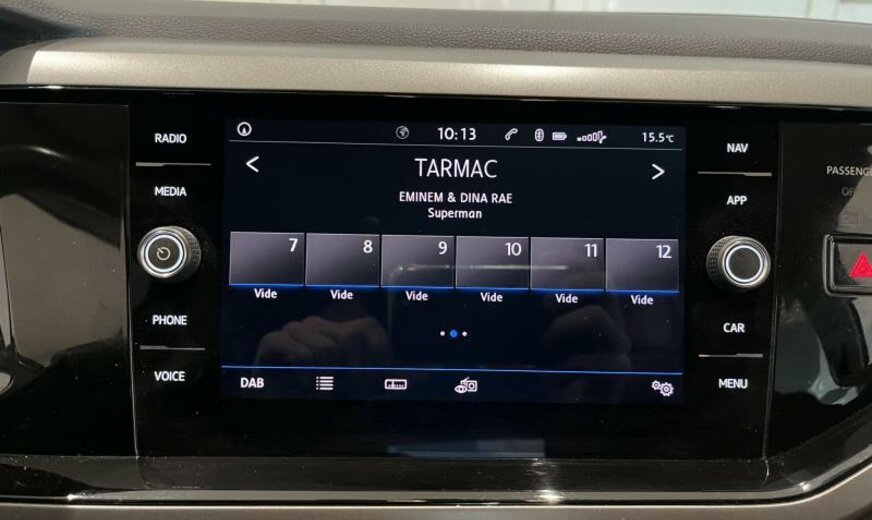 RADIO
MEDIA
PHONE
VOICE
10:13
15.5°C
TARMAC
EMINEM & DINA RAE
Superman
7 8 9 10 11 12
Vide Vide Vide Vide Vide Vide
DAB
NAV
APP
CAR
MENU